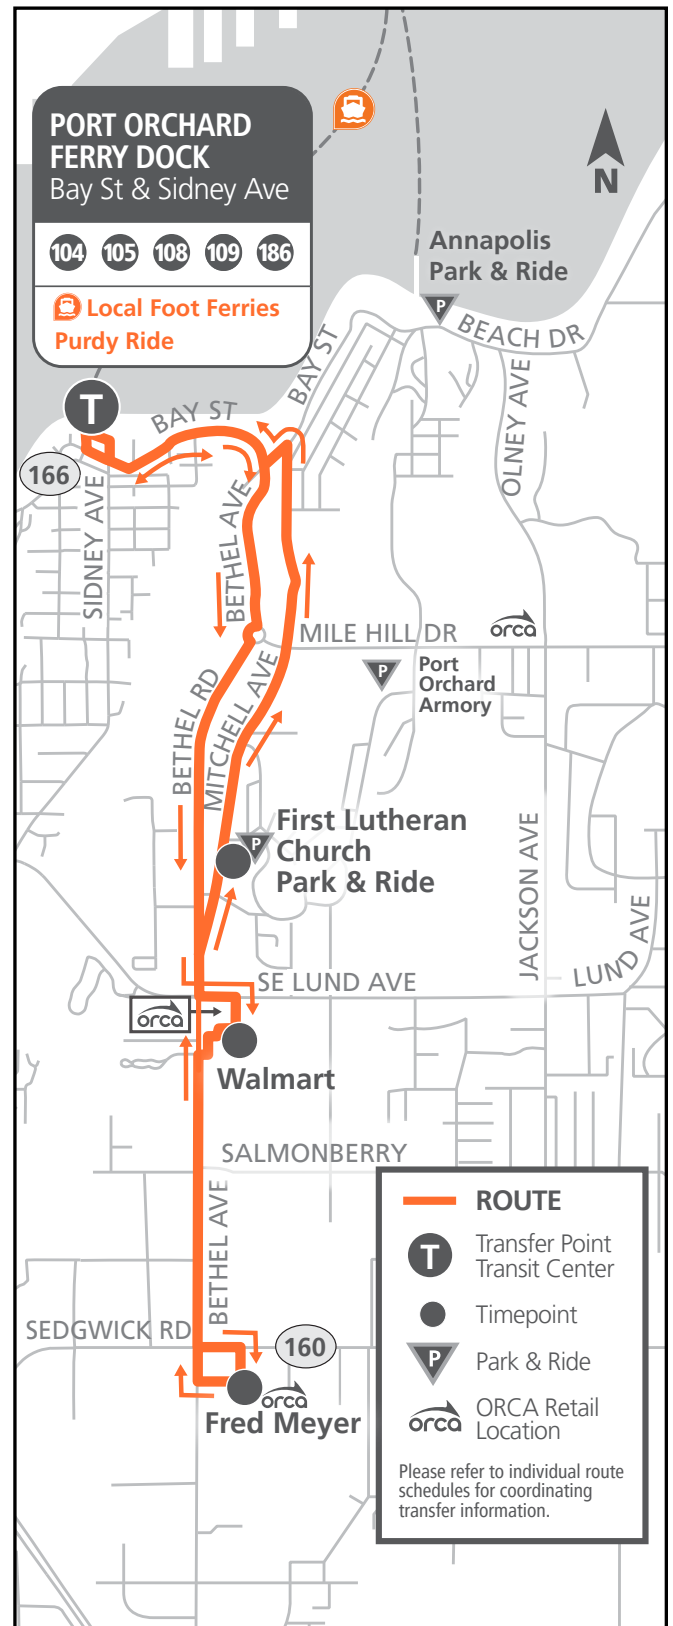 PORT ORCHARD
FERRY DOCK
Bay St & Sidney Ave
104 105 108 109 186
Local Foot Ferries
Purdy Ride
N
Annapolis
Park & Ride
P
BEACH DR
BAY ST
OLNEY AVE
T
BAY ST
166
SIDNEY AVE
BETHEL AVE
MILE HILL DR
orca
P
Port
Orchard
Armory
BETHEL RD
MITCHELL AVE
P
First Lutheran
Church
Park & Ride
JACKSON AVE
LUND AVE
SE LUND AVE
orca
Walmart
SALMONBERRY
BETHEL AVE
SEDGWICK RD
160
orca
Fred Meyer
ROUTE
T
Transfer Point
Transit Center
Timepoint
P
Park & Ride
orca
ORCA Retail
Location
Please refer to individual route
schedules for coordinating
transfer information.